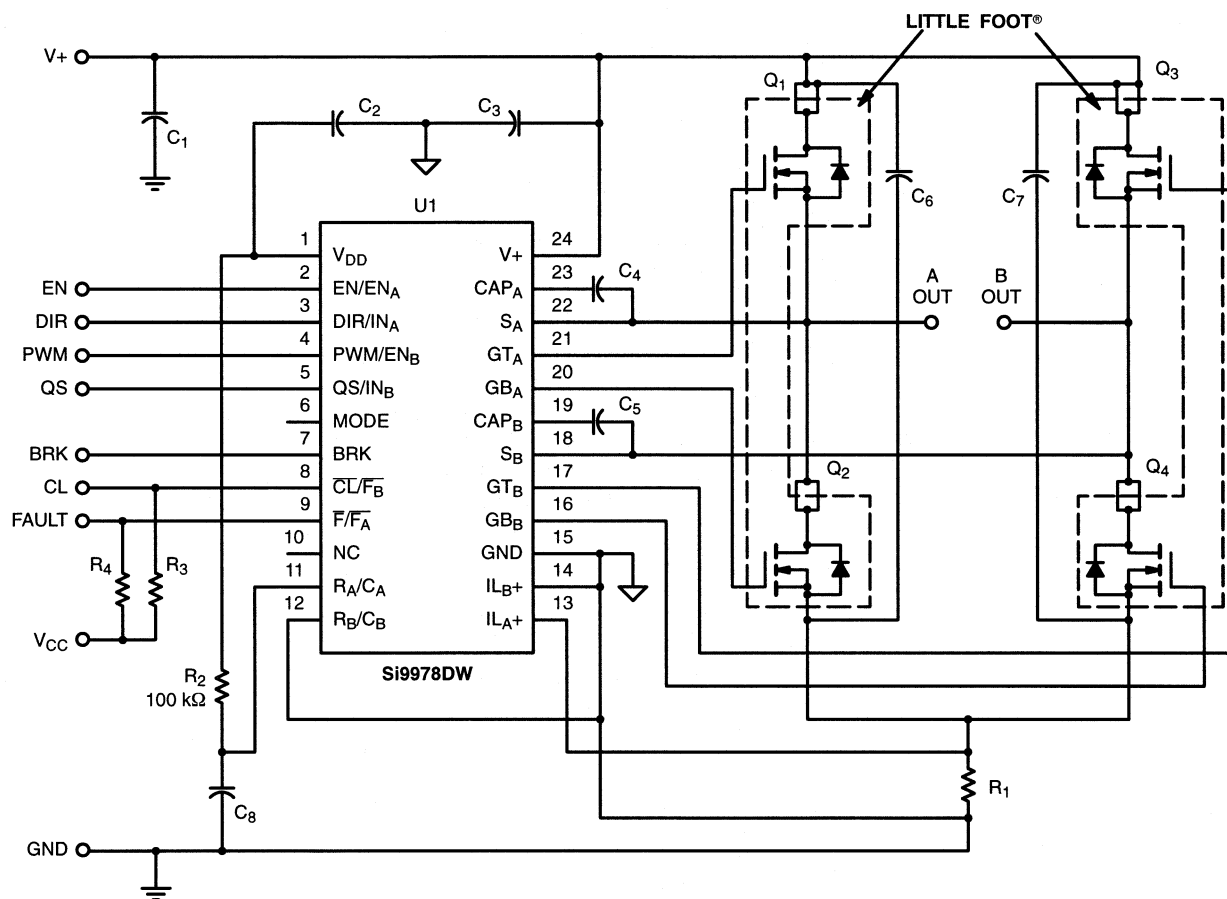 LITTLE FOOT®
V+
C1
C2
C3
Q1
Q3
C6
C7
U1
1
VDD
2
EN
EN/ENA
3
DIR
DIR/INA
4
PWM
PWM/ENB
5
QS
QS/INB
6
MODE
7
BRK
BRK
8
CL
CL/FB
9
FAULT
F/FA
10
NC
11
RA/CA
12
RB/CB
24
V+
23
CAPA
C4
22
SA
21
GTA
20
GBA
19
CAPB
C5
18
SB
17
GTB
16
GBB
15
GND
14
ILB+
13
ILA+
Si9978DW
A
OUT
B
OUT
Q2
Q4
R4
R3
VCC
R2
100 kΩ
C8
R1
GND